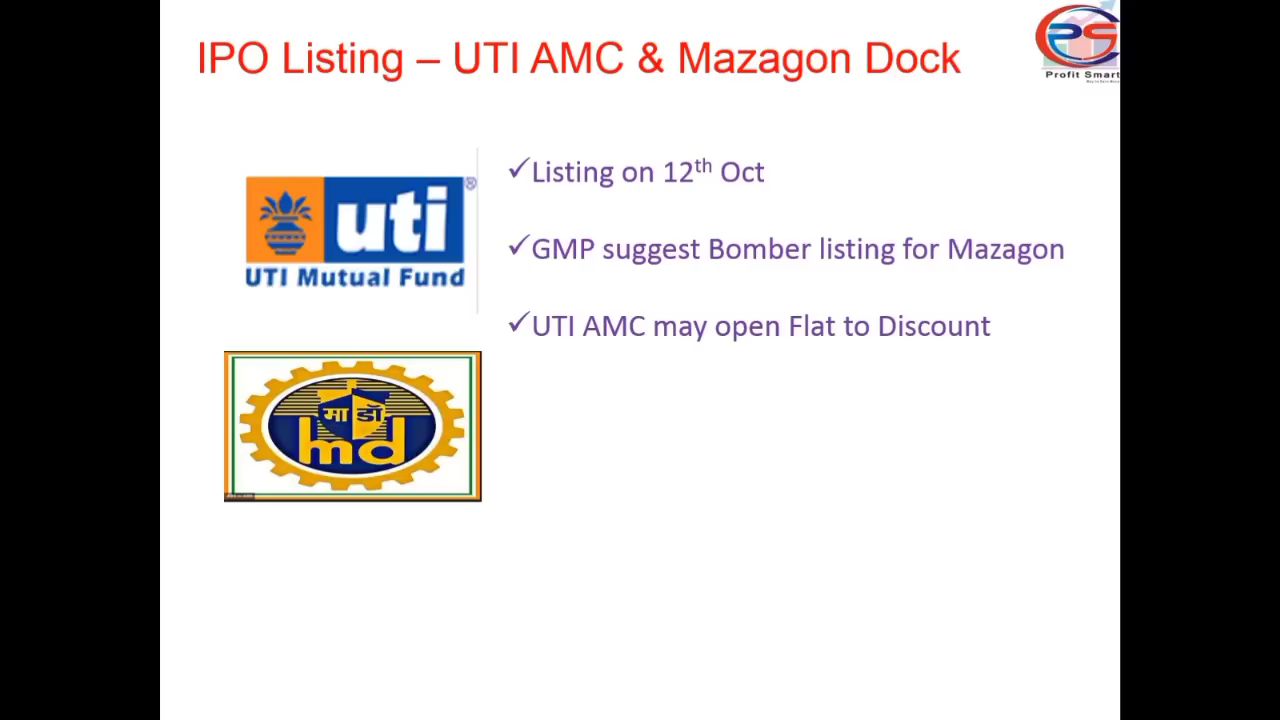 IPO Listing – UTI AMC & Mazagon Dock
Profit Smart
✓Listing on 12th Oct
uti®
UTI Mutual Fund
✓GMP suggest Bomber listing for Mazagon
✓UTI AMC may open Flat to Discount
मा डॉ
md